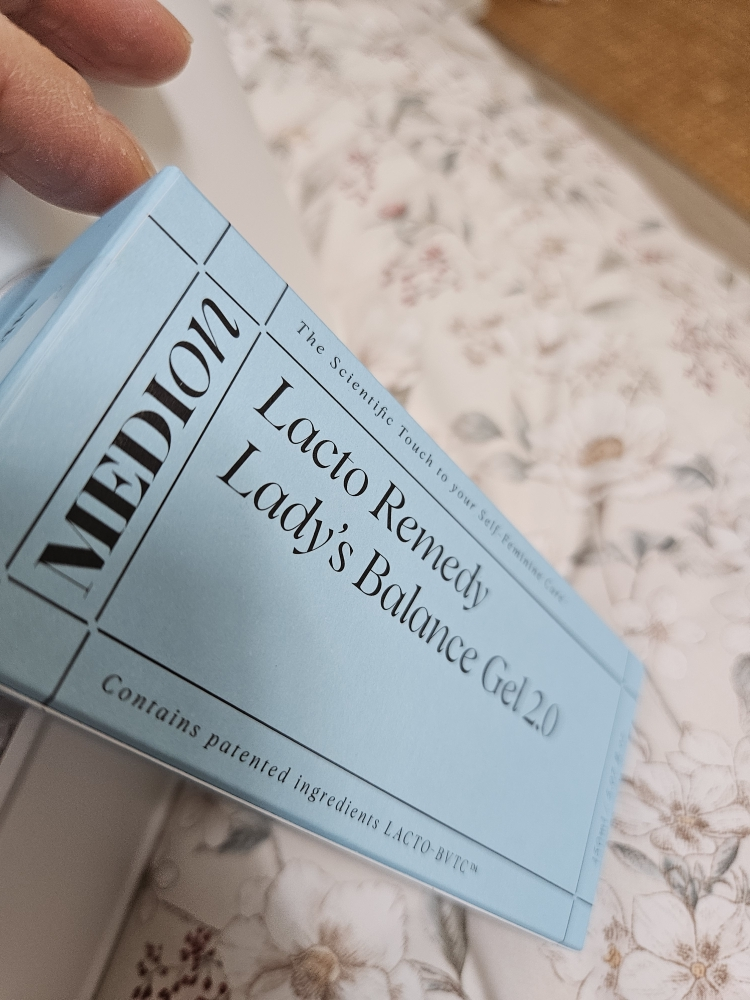 MEDION
The Scientific Touch to your Self-Feminine Care
Lacto Remedy
Lady's Balance Gel 2.0
Contains patented ingredients LACTO-BVTC™